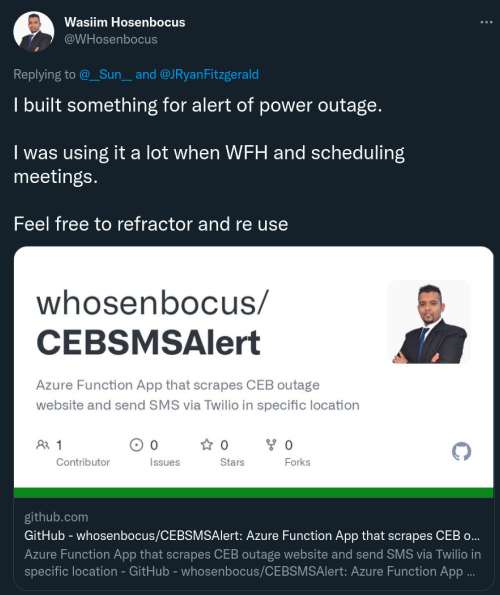 Wasiim Hosenbocus
@WHosenbocus
Replying to @_Sun__ and @JRyanFitzgerald
I built something for alert of power outage.
I was using it a lot when WFH and scheduling
meetings.
Feel free to refractor and re use
whosenbocus/
CEBSMSAlert
Azure Function App that scrapes CEB outage
website and send SMS via Twilio in specific location
1 0 0 0
Contributor Issues Stars Forks
github.com
GitHub - whosenbocus/CEBSMSAlert: Azure Function App that scrapes CEB o...
Azure Function App that scrapes CEB outage website and send SMS via Twilio in
specific location - GitHub - whosenbocus/CEBSMSAlert: Azure Function App ...